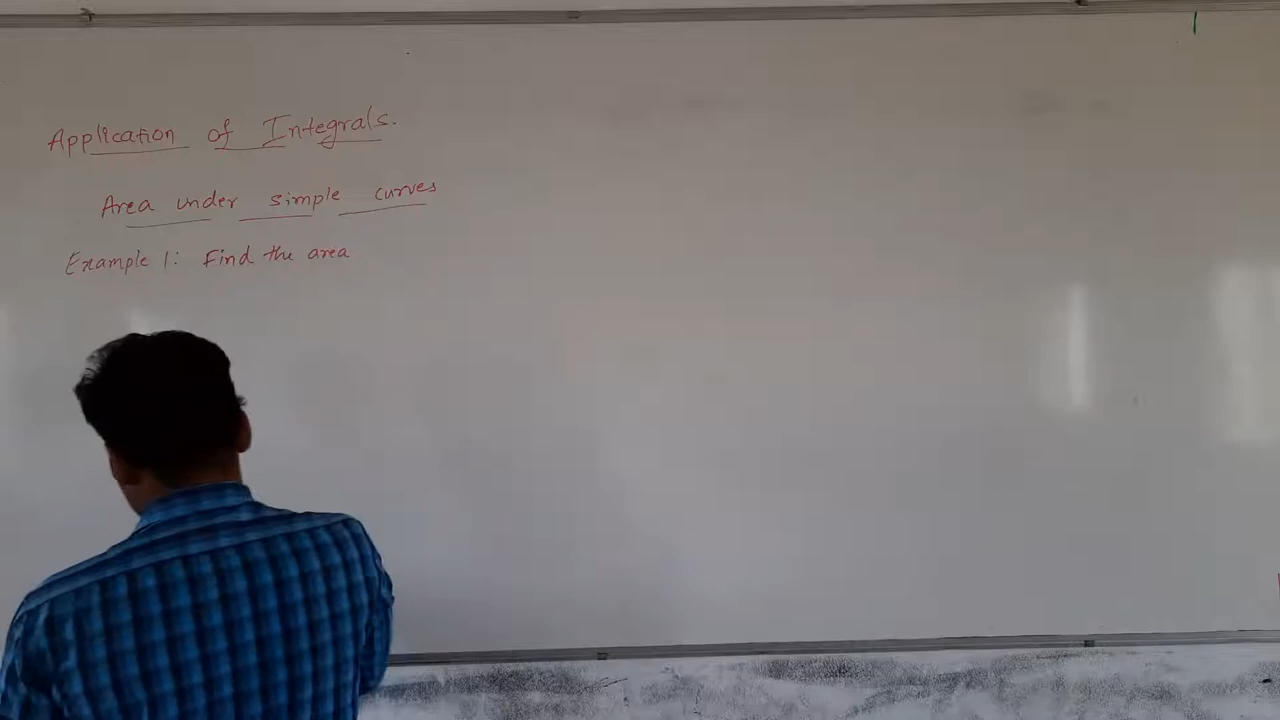 Application of Integrals.
Area under simple curves
Example 1: Find the area